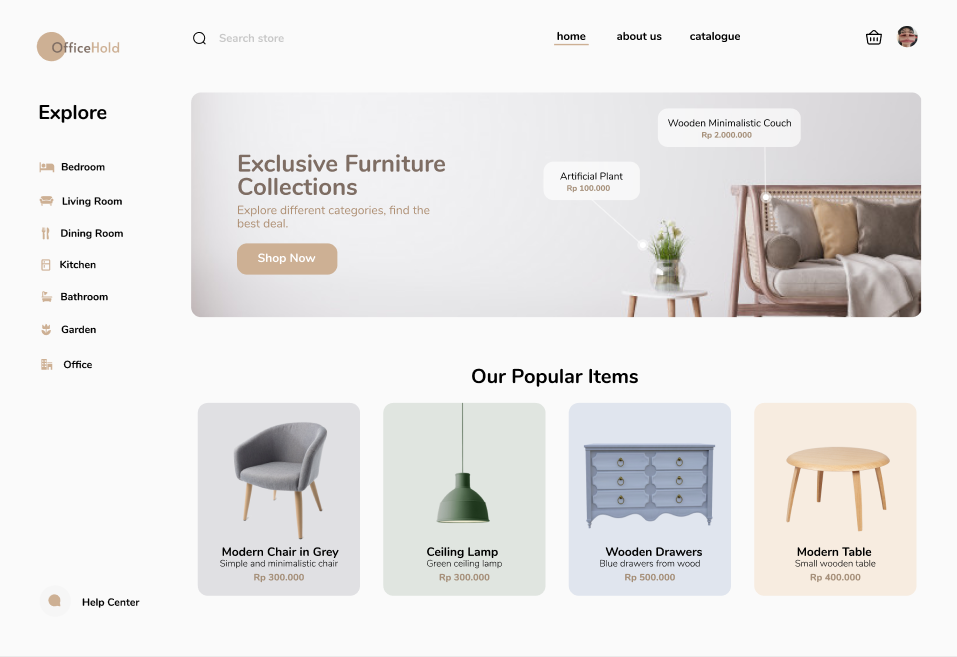 OfficeHold
Search store
home
about us
catalogue
Explore
Bedroom
Living Room
Dining Room
Kitchen
Bathroom
Garden
Office
Help Center
Exclusive Furniture
Collections
Explore different categories, find the
best deal.
Shop Now
Artificial Plant
Rp 100.000
Wooden Minimalistic Couch
Rp 2.000.000
Our Popular Items
Modern Chair in Grey
Simple and minimalistic chair
Rp 300.000
Ceiling Lamp
Green ceiling lamp
Rp 300.000
Wooden Drawers
Blue drawers from wood
Rp 500.000
Modern Table
Small wooden table
Rp 400.000